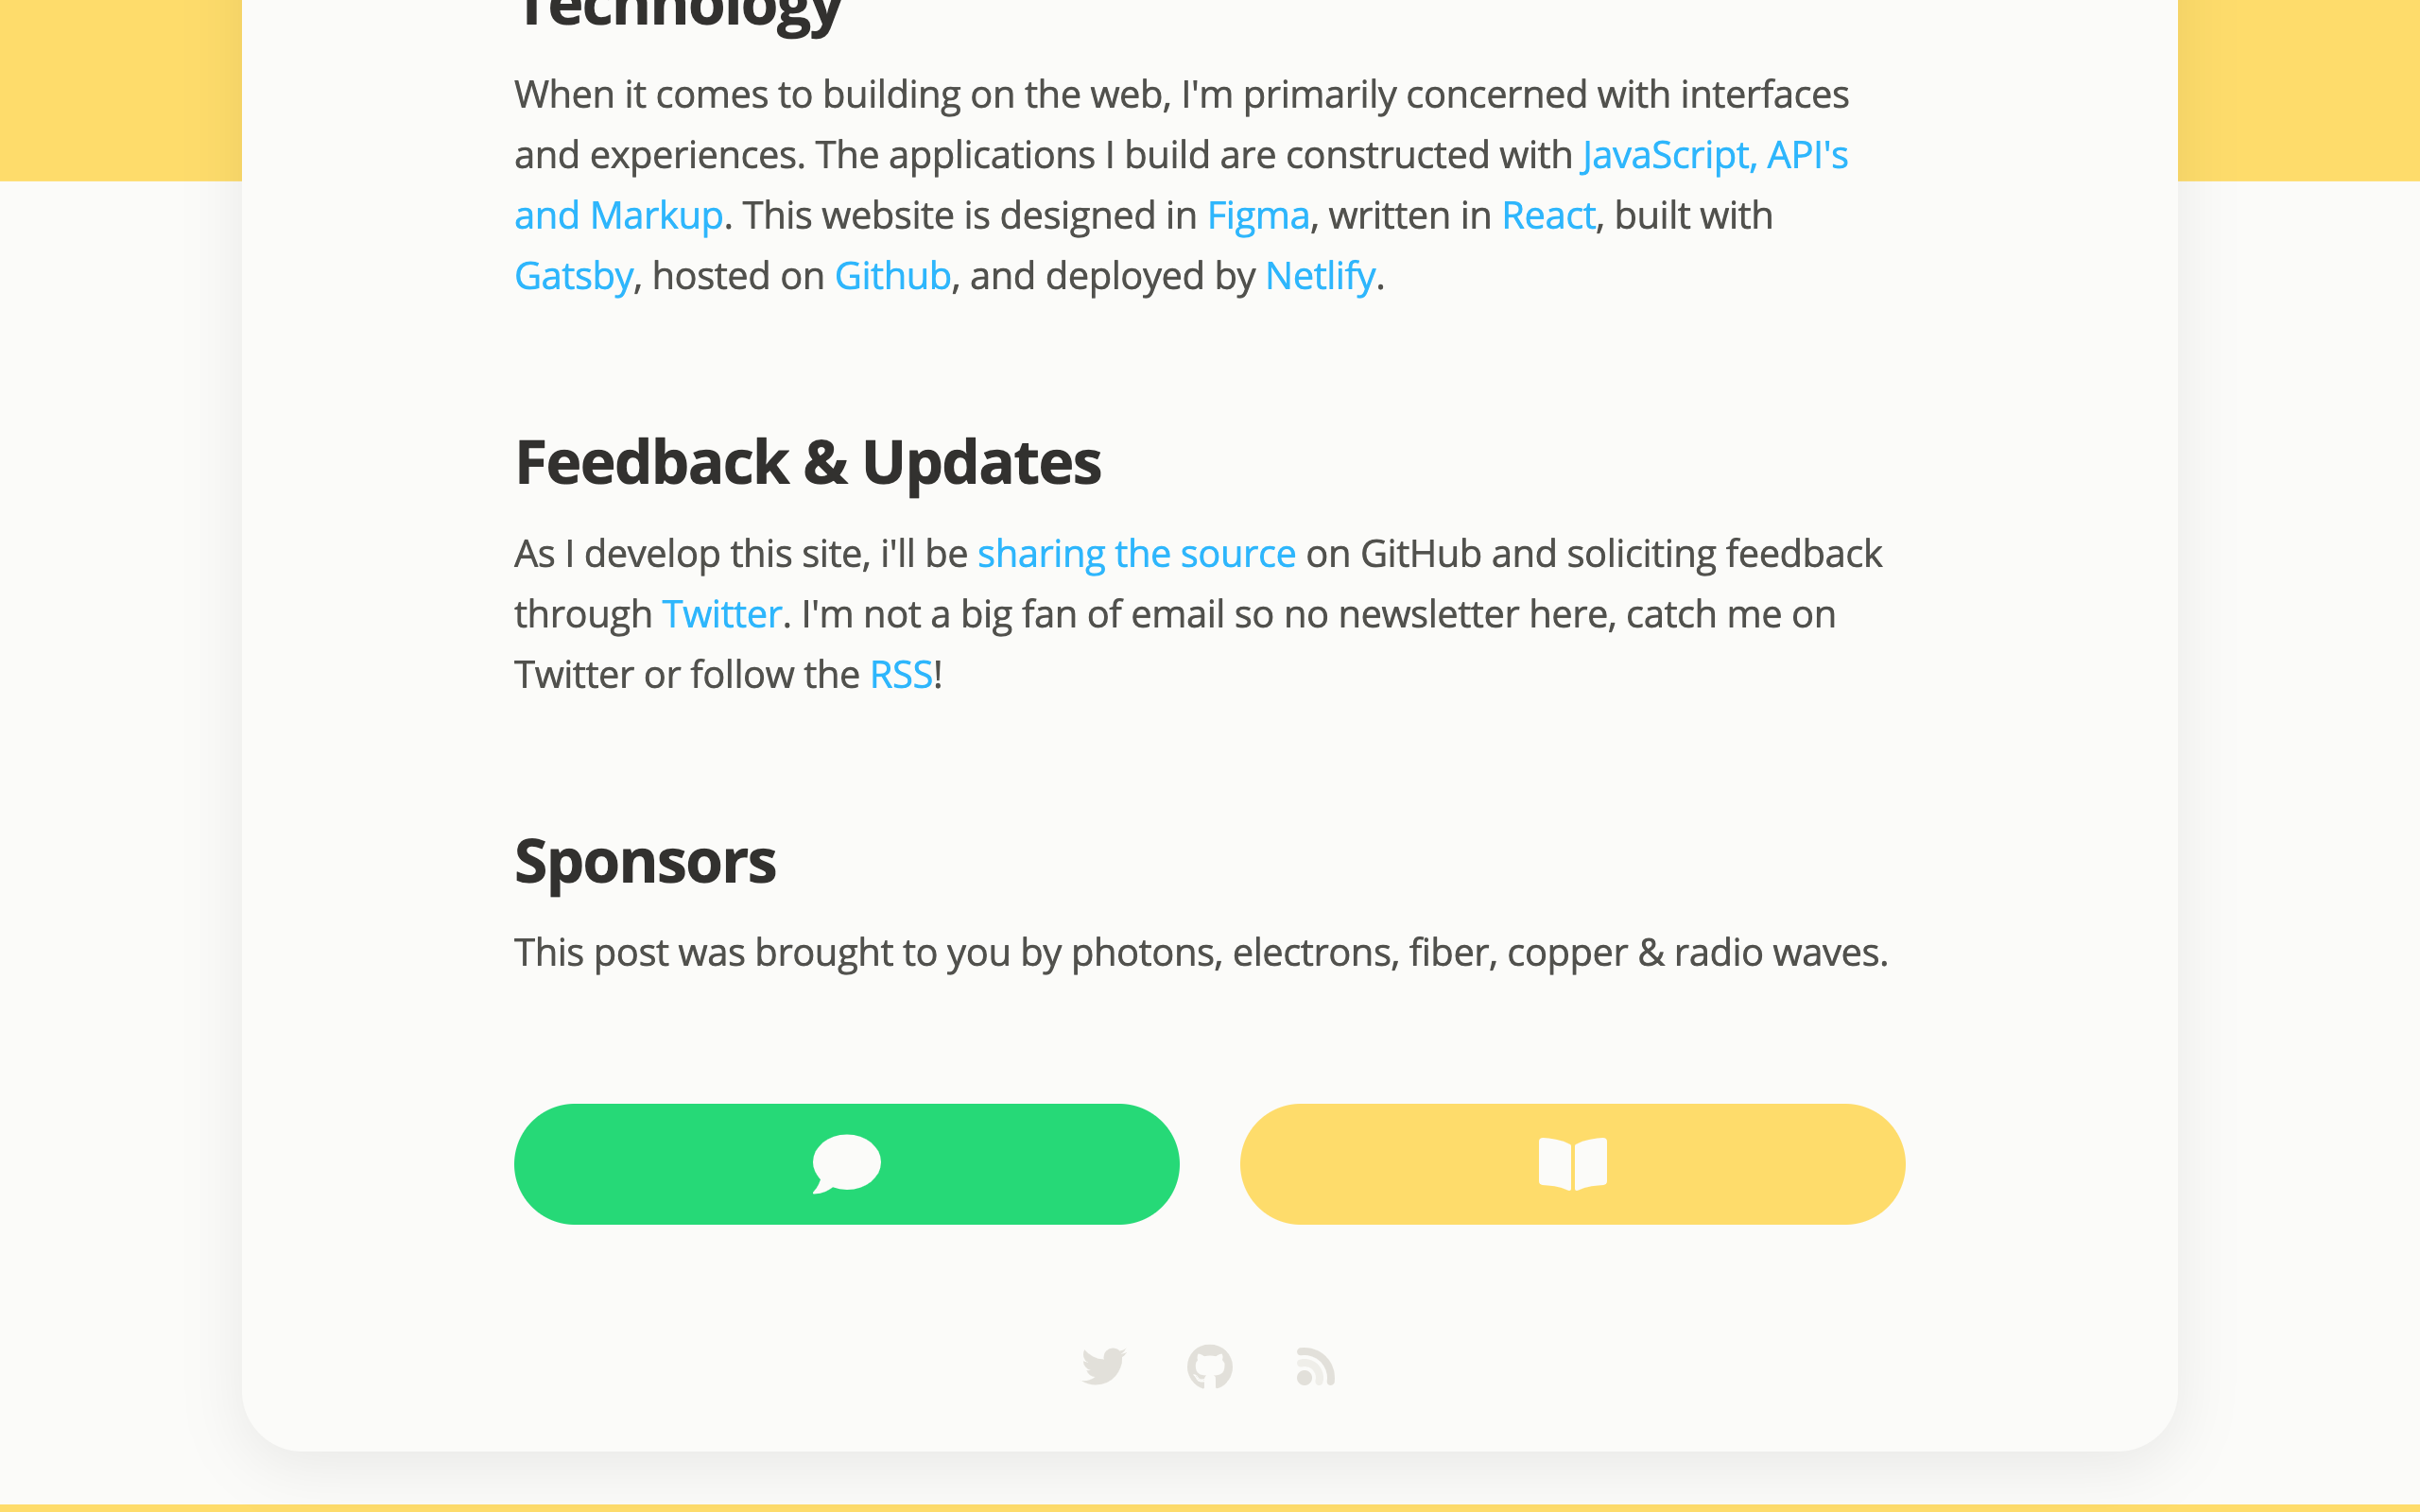 Technology
When it comes to building on the web, I'm primarily concerned with interfaces
and experiences. The applications I build are constructed with JavaScript, API's
and Markup. This website is designed in Figma, written in React, built with
Gatsby, hosted on Github, and deployed by Netlify.
Feedback & Updates
As I develop this site, i'll be sharing the source on GitHub and soliciting feedback
through Twitter. I'm not a big fan of email so no newsletter here, catch me on
Twitter or follow the RSS!
Sponsors
This post was brought to you by photons, electrons, fiber, copper & radio waves.